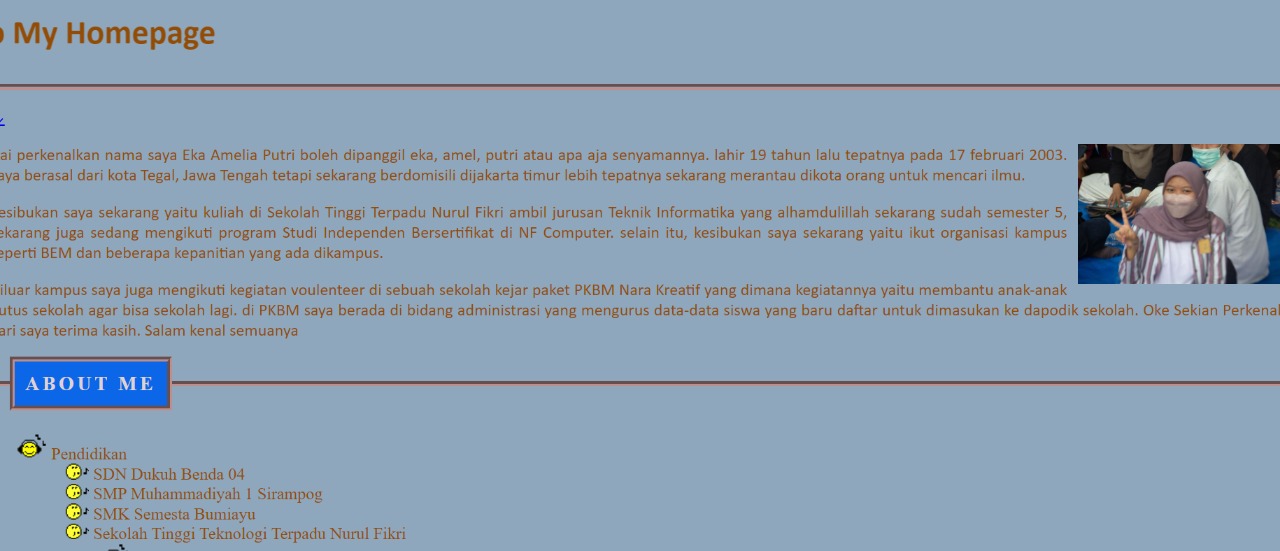 My Homepage
perkenalkan nama saya Eka Amelia Putri boleh dipanggil eka, amel, putri atau apa aja senyamannya. lahir 19 tahun lalu tepatnya pada 17 februari 2003.
berasal dari kota Tegal, Jawa Tengah tetapi sekarang berdomisili dijakarta timur lebih tepatnya sekarang merantau dikota orang untuk mencari ilmu.
esibukan saya sekarang yaitu kuliah di Sekolah Tinggi Terpadu Nurul Fikri ambil jurusan Teknik Informatika yang alhamdulillah sekarang sudah semester 5,
ekarang juga sedang mengikuti program Studi Independen Bersertifikat di NF Computer. selain itu, kesibukan saya sekarang yaitu ikut organisasi kampus
eperti BEM dan beberapa kepanitian yang ada dikampus.
iluar kampus saya juga mengikuti kegiatan voulenteer di sebuah sekolah kejar paket PKBM Nara Kreatif yang dimana kegiatannya yaitu membantu anak-anak
utus sekolah agar bisa sekolah lagi. di PKBM saya berada di bidang administrasi yang mengurus data-data siswa yang baru daftar untuk dimasukan ke dapodik sekolah. Oke Sekian Perkenal
ari saya terima kasih. Salam kenal semuanya
ABOUT ME
Pendidikan
SDN Dukuh Benda 04
SMP Muhammadiyah 1 Sirampog
SMK Semesta Bumiayu
Sekolah Tinggi Teknologi Terpadu Nurul Fikri